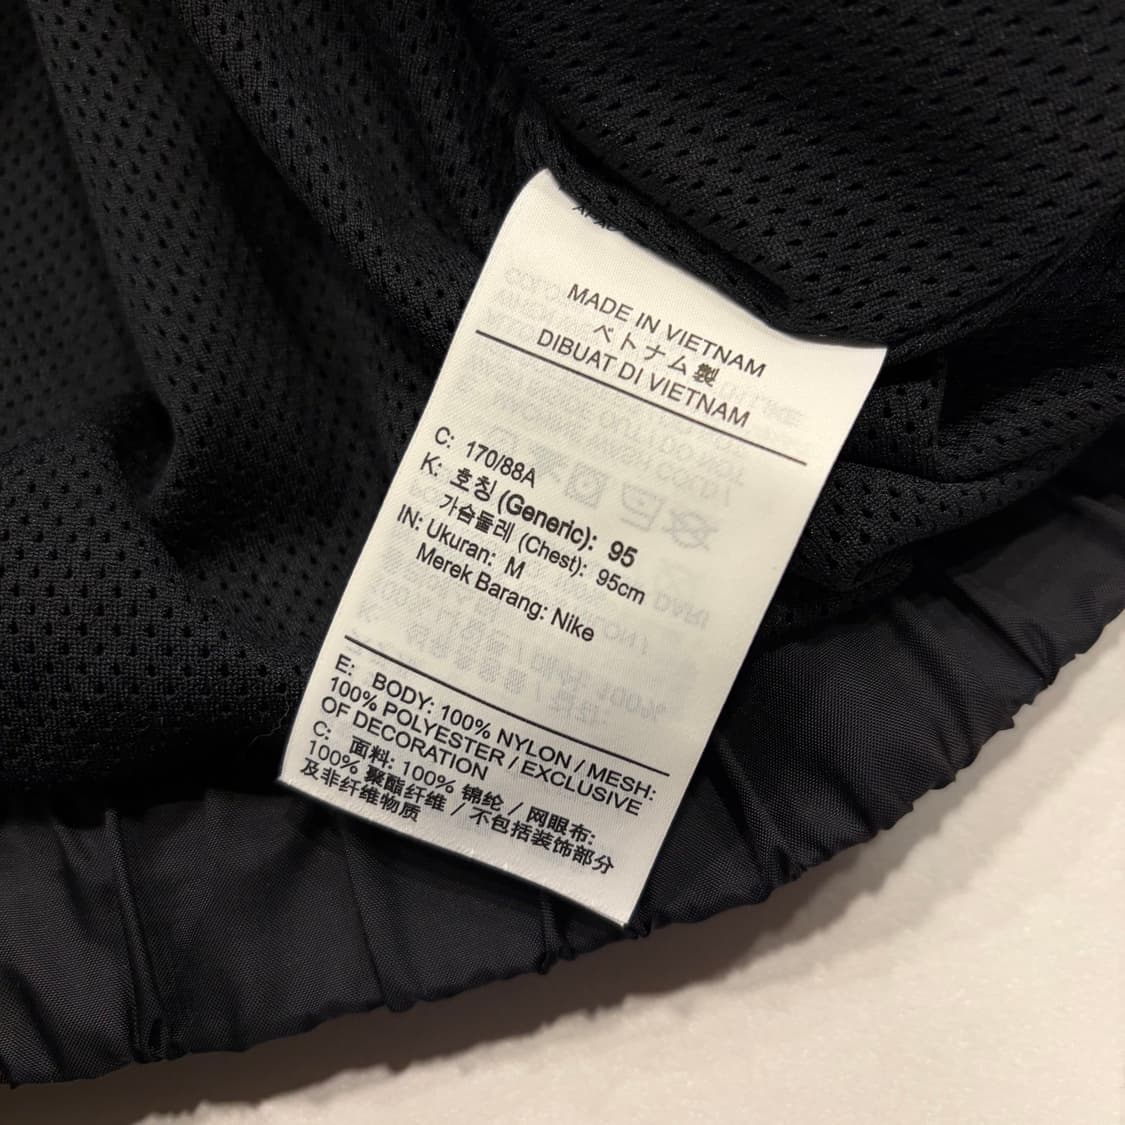 MADE IN VIETNAM
ベトナム製
DIBUAT DI VIETNAM
C: 170/88A
K: 호칭 (Generic): 95
가슴둘레 (Chest): 95cm
IN: Ukuran: M
Merek Barang: Nike
E: BODY: 100% NYLON / MESH:
100% POLYESTER / EXCLUSIVE
OF DECORATION
C: 面料: 100% 锦纶 / 网眼布:
100% 聚酯纤维 / 不包括装饰部分
及非纤维物质